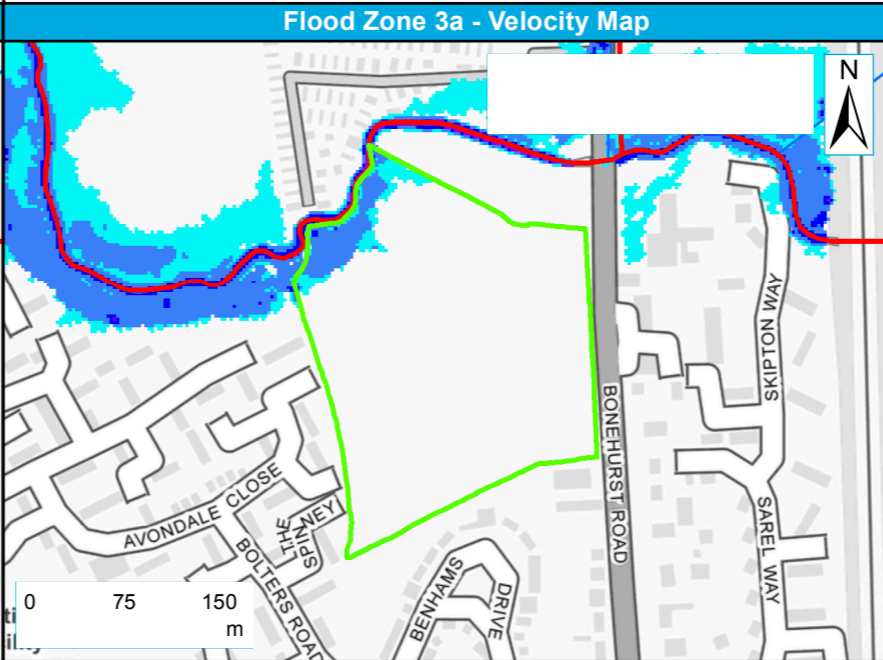 Flood Zone 3a - Velocity Map
N
SKIPTON WAY
BONEHURST ROAD
AVONDALE CLOSE
THE
SPINNEY
BOLTERS ROAD
BENHAMS
DRIVE
SAREL WAY
0 75 150
m